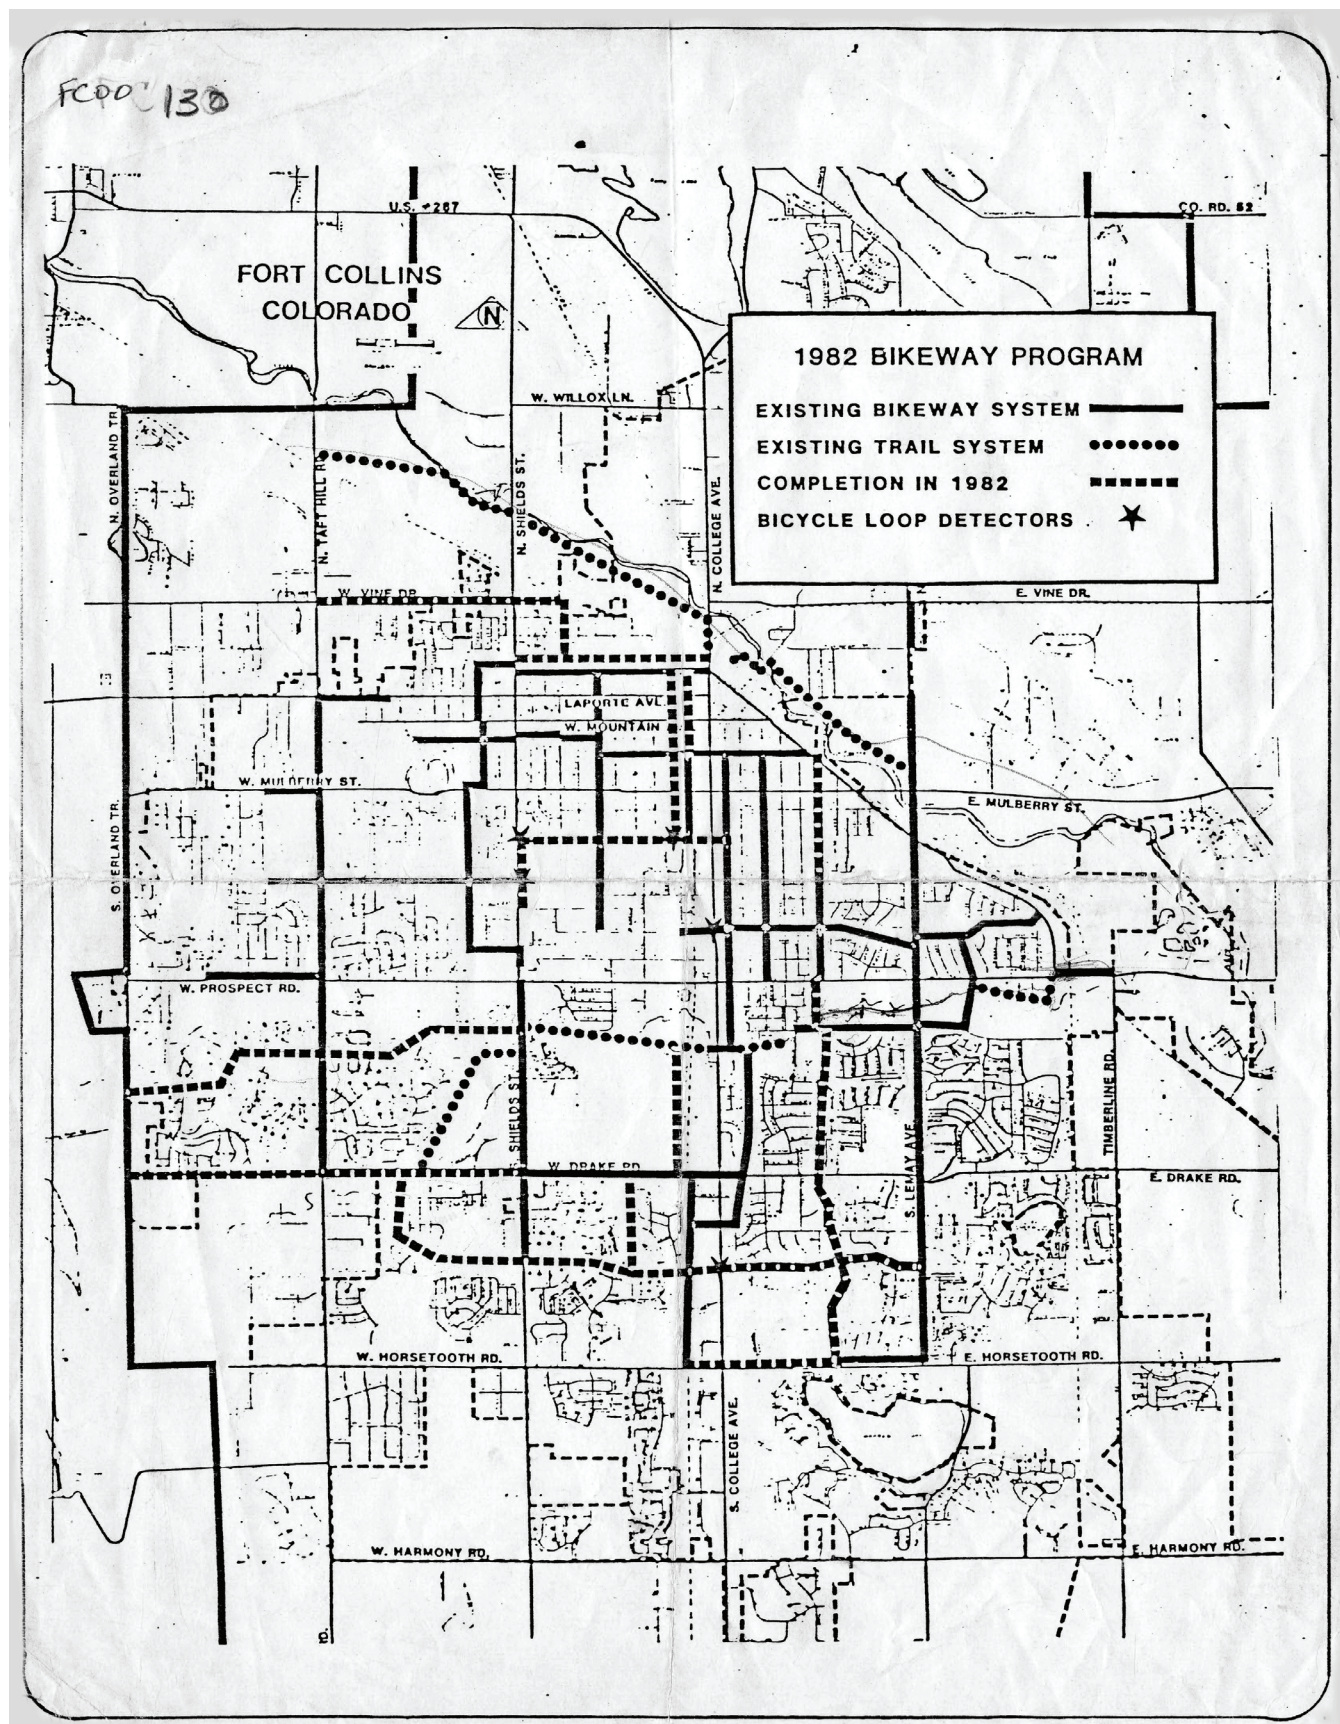 FCDO 130
U.S. 287
CO. RD. 52
FORT COLLINS
COLORADO
N
1982 BIKEWAY PROGRAM
EXISTING BIKEWAY SYSTEM
EXISTING TRAIL SYSTEM
COMPLETION IN 1982
BICYCLE LOOP DETECTORS
W. WILLOX LN.
N. OVERLAND TR.
N. TAFT HILL RD.
N. SHIELDS ST.
N. COLLEGE AVE.
W. VINE DR.
E. VINE DR.
LAPORTE AVE.
W. MOUNTAIN
W. MULBERRY ST.
E. MULBERRY ST.
S. OVERLAND TR.
W. PROSPECT RD.
SHIELDS ST.
S. LEMAY AVE.
TIMBERLINE RD.
W. DRAKE RD.
E. DRAKE RD.
W. HORSETOOTH RD.
E. HORSETOOTH RD.
S. COLLEGE AVE.
W. HARMONY RD.
E. HARMONY RD.
RD.